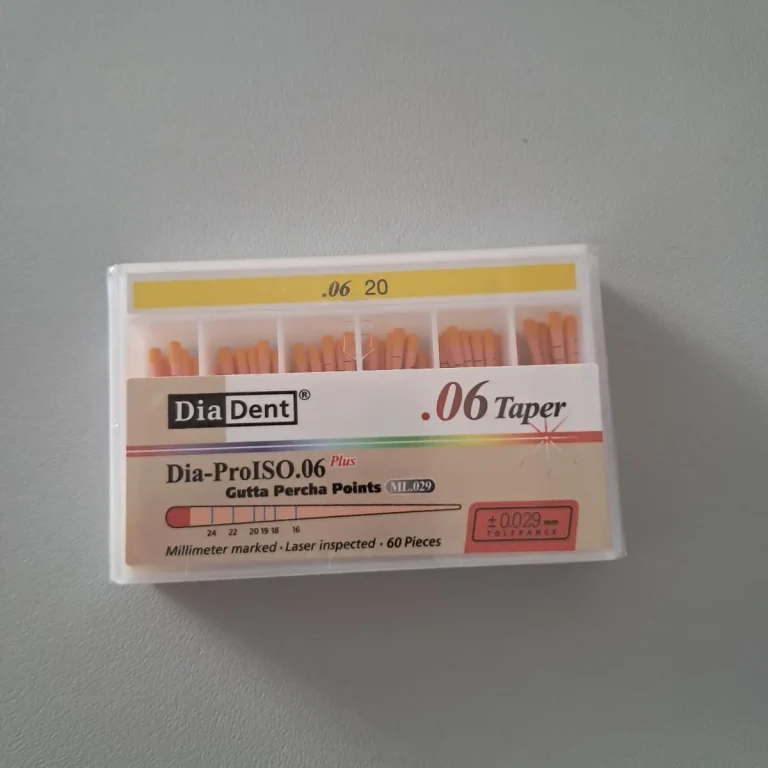 .06 20
DiaDent®
.06 Taper
Dia-ProISO.06 Plus
Gutta Percha Points ML.029
24 22 20 19 18 16
± 0.029 mm
TOLERANCE
Millimeter marked · Laser inspected · 60 Pieces